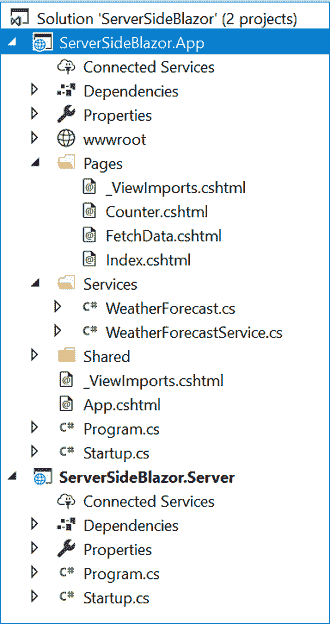 Solution 'ServerSideBlazor' (2 projects)
ServerSideBlazor.App
Connected Services
Dependencies
Properties
wwwroot
Pages
_ViewImports.cshtml
Counter.cshtml
FetchData.cshtml
Index.cshtml
Services
C# WeatherForecast.cs
C# WeatherForecastService.cs
Shared
_ViewImports.cshtml
App.cshtml
C# Program.cs
C# Startup.cs
ServerSideBlazor.Server
Connected Services
Dependencies
Properties
C# Program.cs
C# Startup.cs